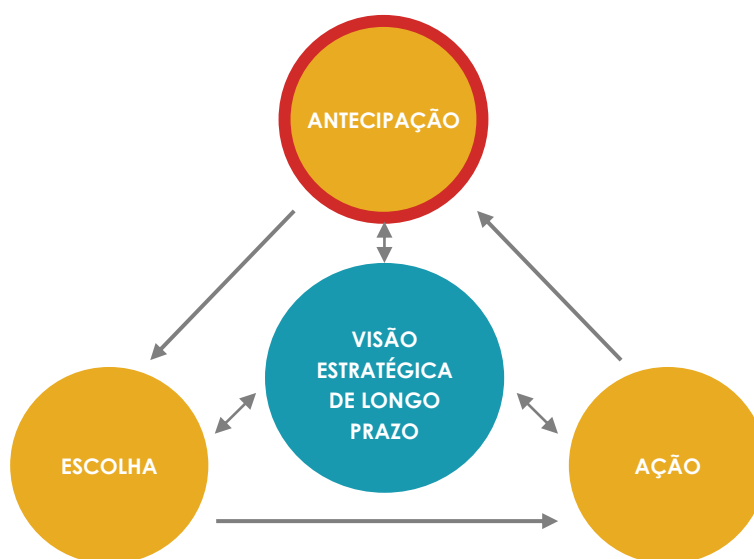 ANTECIPAÇÃO
VISÃO
ESTRATÉGICA
DE LONGO
PRAZO
ESCOLHA
AÇÃO